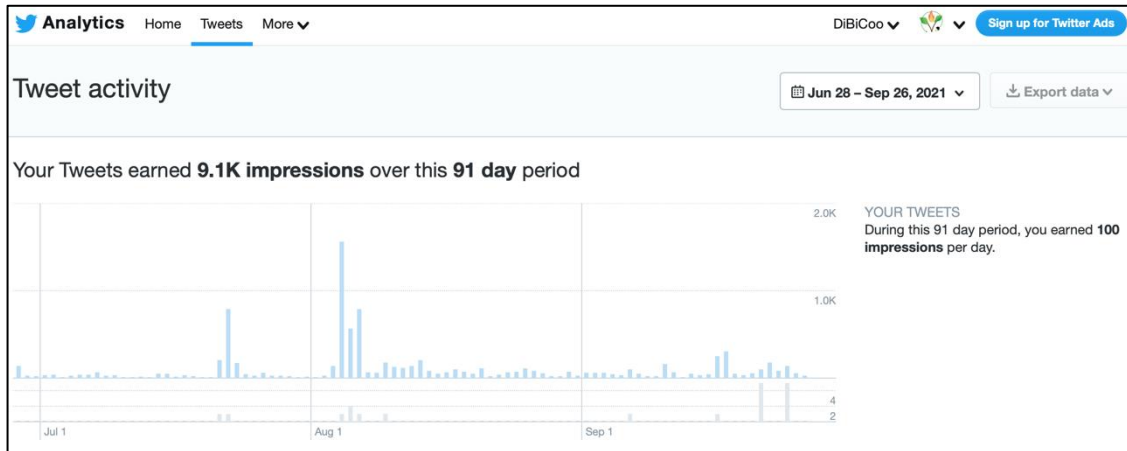 Analytics Home Tweets More DiBiCoo Sign up for Twitter Ads
Tweet activity
Jun 28 – Sep 26, 2021 Export data
Your Tweets earned 9.1K impressions over this 91 day period
2.0K
YOUR TWEETS
During this 91 day period, you earned 100
impressions per day.
1.0K
4
2
Jul 1 Aug 1 Sep 1